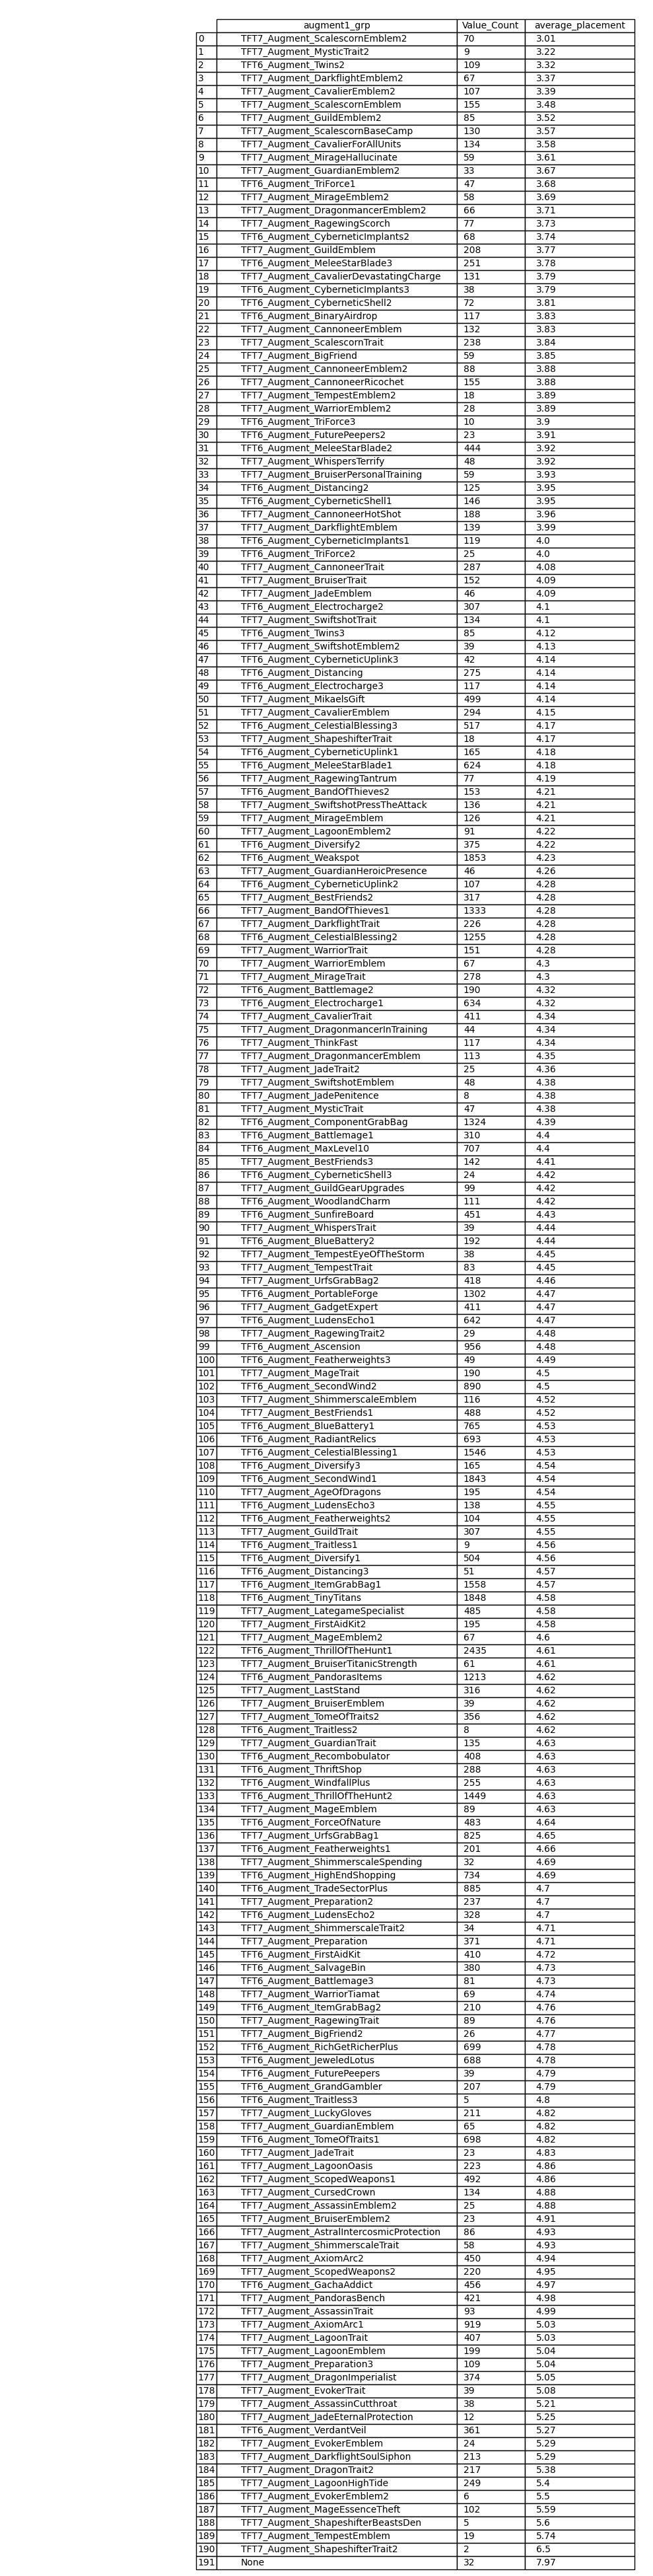 augment1_grp Value_Count average_placement
0 TFT7_Augment_ScalescornEmblem2 70 3.01
1 TFT7_Augment_MysticTrait2 9 3.22
2 TFT6_Augment_Twins2 109 3.32
3 TFT7_Augment_DarkflightEmblem2 67 3.37
4 TFT7_Augment_CavalierEmblem2 107 3.39
5 TFT7_Augment_ScalescornEmblem 155 3.48
6 TFT7_Augment_GuildEmblem2 85 3.52
7 TFT7_Augment_ScalescornBaseCamp 130 3.57
8 TFT7_Augment_CavalierForAllUnits 134 3.58
9 TFT7_Augment_MirageHallucinate 59 3.61
10 TFT7_Augment_GuardianEmblem2 33 3.67
11 TFT6_Augment_TriForce1 47 3.68
12 TFT7_Augment_MirageEmblem2 58 3.69
13 TFT7_Augment_DragonmancerEmblem2 66 3.71
14 TFT7_Augment_RagewingScorch 77 3.73
15 TFT6_Augment_CyberneticImplants2 68 3.74
16 TFT7_Augment_GuildEmblem 208 3.77
17 TFT6_Augment_MeleeStarBlade3 251 3.78
18 TFT7_Augment_CavalierDevastatingCharge 131 3.79
19 TFT6_Augment_CyberneticImplants3 38 3.79
20 TFT6_Augment_CyberneticShell2 72 3.81
21 TFT6_Augment_BinaryAirdrop 117 3.83
22 TFT7_Augment_CannoneerEmblem 132 3.83
23 TFT7_Augment_ScalescornTrait 238 3.84
24 TFT7_Augment_BigFriend 59 3.85
25 TFT7_Augment_CannoneerEmblem2 88 3.88
26 TFT7_Augment_CannoneerRicochet 155 3.88
27 TFT7_Augment_TempestEmblem2 18 3.89
28 TFT7_Augment_WarriorEmblem2 28 3.89
29 TFT6_Augment_TriForce3 10 3.9
30 TFT6_Augment_FuturePeepers2 23 3.91
31 TFT6_Augment_MeleeStarBlade2 444 3.92
32 TFT7_Augment_WhispersTerrify 48 3.92
33 TFT7_Augment_BruiserPersonalTraining 59 3.93
34 TFT6_Augment_Distancing2 125 3.95
35 TFT6_Augment_CyberneticShell1 146 3.95
36 TFT7_Augment_CannoneerHotShot 188 3.96
37 TFT7_Augment_DarkflightEmblem 139 3.99
38 TFT6_Augment_CyberneticImplants1 119 4.0
39 TFT6_Augment_TriForce2 25 4.0
40 TFT7_Augment_CannoneerTrait 287 4.08
41 TFT7_Augment_BruiserTrait 152 4.09
42 TFT7_Augment_JadeEmblem 46 4.09
43 TFT6_Augment_Electrocharge2 307 4.1
44 TFT7_Augment_SwiftshotTrait 134 4.1
45 TFT6_Augment_Twins3 85 4.12
46 TFT7_Augment_SwiftshotEmblem2 39 4.13
47 TFT6_Augment_CyberneticUplink3 42 4.14
48 TFT6_Augment_Distancing 275 4.14
49 TFT6_Augment_Electrocharge3 117 4.14
50 TFT7_Augment_MikaelsGift 499 4.14
51 TFT7_Augment_CavalierEmblem 294 4.15
52 TFT6_Augment_CelestialBlessing3 517 4.17
53 TFT7_Augment_ShapeshifterTrait 18 4.17
54 TFT6_Augment_CyberneticUplink1 165 4.18
55 TFT6_Augment_MeleeStarBlade1 624 4.18
56 TFT7_Augment_RagewingTantrum 77 4.19
57 TFT6_Augment_BandOfThieves2 153 4.21
58 TFT7_Augment_SwiftshotPressTheAttack 136 4.21
59 TFT7_Augment_MirageEmblem 126 4.21
60 TFT7_Augment_LagoonEmblem2 91 4.22
61 TFT6_Augment_Diversify2 375 4.22
62 TFT6_Augment_Weakspot 1853 4.23
63 TFT7_Augment_GuardianHeroicPresence 46 4.26
64 TFT6_Augment_CyberneticUplink2 107 4.28
65 TFT7_Augment_BestFriends2 317 4.28
66 TFT7_Augment_BandOfThieves1 1333 4.28
67 TFT7_Augment_DarkflightTrait 226 4.28
68 TFT6_Augment_CelestialBlessing2 1255 4.28
69 TFT7_Augment_WarriorTrait 151 4.28
70 TFT7_Augment_WarriorEmblem 67 4.3
71 TFT7_Augment_MirageTrait 278 4.3
72 TFT6_Augment_Battlemage2 190 4.32
73 TFT6_Augment_Electrocharge1 634 4.32
74 TFT7_Augment_CavalierTrait 411 4.34
75 TFT7_Augment_DragonmancerInTraining 44 4.34
76 TFT7_Augment_ThinkFast 117 4.34
77 TFT7_Augment_DragonmancerEmblem 113 4.35
78 TFT7_Augment_JadeTrait2 25 4.36
79 TFT7_Augment_SwiftshotEmblem 48 4.38
80 TFT7_Augment_JadePenitence 8 4.38
81 TFT7_Augment_MysticTrait 47 4.38
82 TFT6_Augment_ComponentGrabBag 1324 4.39
83 TFT6_Augment_Battlemage1 310 4.4
84 TFT6_Augment_MaxLevel10 707 4.4
85 TFT7_Augment_BestFriends3 142 4.41
86 TFT6_Augment_CyberneticShell3 24 4.42
87 TFT7_Augment_GuildGearUpgrades 99 4.42
88 TFT6_Augment_WoodlandCharm 111 4.42
89 TFT6_Augment_SunfireBoard 451 4.43
90 TFT7_Augment_WhispersTrait 39 4.44
91 TFT6_Augment_BlueBattery2 192 4.44
92 TFT7_Augment_TempestEyeOfTheStorm 38 4.45
93 TFT7_Augment_TempestTrait 83 4.45
94 TFT7_Augment_UrfsGrabBag2 418 4.46
95 TFT6_Augment_PortableForge 1302 4.47
96 TFT7_Augment_GadgetExpert 411 4.47
97 TFT6_Augment_LudensEcho1 642 4.47
98 TFT7_Augment_RagewingTrait2 29 4.48
99 TFT6_Augment_Ascension 956 4.48
100 TFT6_Augment_Featherweights3 49 4.49
101 TFT7_Augment_MageTrait 190 4.5
102 TFT6_Augment_SecondWind2 890 4.5
103 TFT7_Augment_ShimmerscaleEmblem 116 4.52
104 TFT7_Augment_BestFriends1 488 4.52
105 TFT6_Augment_BlueBattery1 765 4.53
106 TFT6_Augment_RadiantRelics 693 4.53
107 TFT6_Augment_CelestialBlessing1 1546 4.53
108 TFT6_Augment_Diversify3 165 4.54
109 TFT6_Augment_SecondWind1 1843 4.54
110 TFT7_Augment_AgeOfDragons 195 4.54
111 TFT6_Augment_LudensEcho3 138 4.55
112 TFT6_Augment_Featherweights2 104 4.55
113 TFT7_Augment_GuildTrait 307 4.55
114 TFT6_Augment_Traitless1 9 4.56
115 TFT6_Augment_Diversify1 504 4.56
116 TFT6_Augment_Distancing3 51 4.57
117 TFT6_Augment_ItemGrabBag1 1558 4.57
118 TFT6_Augment_TinyTitans 1848 4.58
119 TFT7_Augment_LategameSpecialist 485 4.58
120 TFT7_Augment_FirstAidKit2 195 4.58
121 TFT7_Augment_MageEmblem2 67 4.6
122 TFT6_Augment_ThrillOfTheHunt1 2435 4.61
123 TFT7_Augment_BruiserTitanicStrength 61 4.61
124 TFT6_Augment_PandorasItems 1213 4.62
125 TFT7_Augment_LastStand 316 4.62
126 TFT7_Augment_BruiserEmblem 39 4.62
127 TFT7_Augment_TomeOfTraits2 356 4.62
128 TFT6_Augment_Traitless2 8 4.62
129 TFT7_Augment_GuardianTrait 135 4.63
130 TFT6_Augment_Recombobulator 408 4.63
131 TFT6_Augment_ThriftShop 288 4.63
132 TFT6_Augment_WindfallPlus 255 4.63
133 TFT6_Augment_ThrillOfTheHunt2 1449 4.63
134 TFT7_Augment_MageEmblem 89 4.63
135 TFT6_Augment_ForceOfNature 483 4.64
136 TFT7_Augment_UrfsGrabBag1 825 4.65
137 TFT6_Augment_Featherweights1 201 4.66
138 TFT7_Augment_ShimmerscaleSpending 32 4.69
139 TFT6_Augment_HighEndShopping 734 4.69
140 TFT6_Augment_TradeSectorPlus 885 4.7
141 TFT7_Augment_Preparation2 237 4.7
142 TFT6_Augment_LudensEcho2 328 4.7
143 TFT7_Augment_ShimmerscaleTrait2 34 4.71
144 TFT7_Augment_Preparation 371 4.71
145 TFT6_Augment_FirstAidKit 410 4.72
146 TFT6_Augment_SalvageBin 380 4.73
147 TFT6_Augment_Battlemage3 81 4.73
148 TFT7_Augment_WarriorTiamat 69 4.74
149 TFT6_Augment_ItemGrabBag2 210 4.76
150 TFT7_Augment_RagewingTrait 89 4.76
151 TFT7_Augment_BigFriend2 26 4.77
152 TFT6_Augment_RichGetRicherPlus 699 4.78
153 TFT6_Augment_JeweledLotus 688 4.78
154 TFT6_Augment_FuturePeepers 39 4.79
155 TFT6_Augment_GrandGambler 207 4.79
156 TFT6_Augment_Traitless3 5 4.8
157 TFT7_Augment_LuckyGloves 211 4.82
158 TFT7_Augment_GuardianEmblem 65 4.82
159 TFT6_Augment_TomeOfTraits1 698 4.82
160 TFT7_Augment_JadeTrait 23 4.83
161 TFT7_Augment_LagoonOasis 223 4.86
162 TFT7_Augment_ScopedWeapons1 492 4.86
163 TFT7_Augment_CursedCrown 134 4.88
164 TFT7_Augment_AssassinEmblem2 25 4.88
165 TFT7_Augment_BruiserEmblem2 23 4.91
166 TFT7_Augment_AstralIntercosmicProtection 86 4.93
167 TFT7_Augment_ShimmerscaleTrait 58 4.93
168 TFT7_Augment_AxiomArc2 450 4.94
169 TFT7_Augment_ScopedWeapons2 220 4.95
170 TFT6_Augment_GachaAddict 456 4.97
171 TFT7_Augment_PandorasBench 421 4.98
172 TFT7_Augment_AssassinTrait 93 4.99
173 TFT7_Augment_AxiomArc1 919 5.03
174 TFT7_Augment_LagoonTrait 407 5.03
175 TFT7_Augment_LagoonEmblem 199 5.04
176 TFT7_Augment_Preparation3 109 5.04
177 TFT7_Augment_DragonImperialist 374 5.05
178 TFT7_Augment_EvokerTrait 39 5.08
179 TFT7_Augment_AssassinCutthroat 38 5.21
180 TFT7_Augment_JadeEternalProtection 12 5.25
181 TFT6_Augment_VerdantVeil 361 5.27
182 TFT7_Augment_EvokerEmblem 24 5.29
183 TFT7_Augment_DarkflightSoulSiphon 213 5.29
184 TFT7_Augment_DragonTrait2 217 5.38
185 TFT7_Augment_LagoonHighTide 249 5.4
186 TFT7_Augment_EvokerEmblem2 6 5.5
187 TFT7_Augment_MageEssenceTheft 102 5.59
188 TFT7_Augment_ShapeshifterBeastsDen 5 5.6
189 TFT7_Augment_TempestEmblem 19 5.74
190 TFT7_Augment_ShapeshifterTrait2 2 6.5
191 None 32 7.97